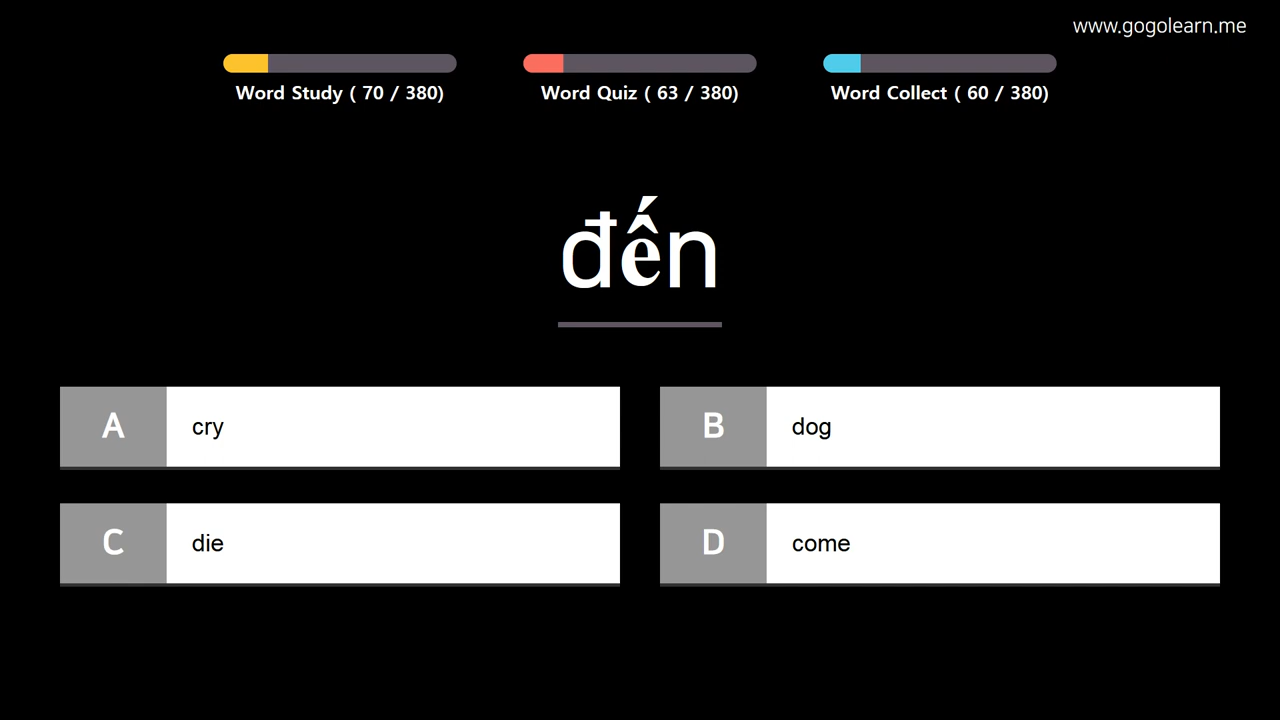 www.gogolearn.me
Word Study ( 70 / 380)
Word Quiz ( 63 / 380)
Word Collect ( 60 / 380)
đến
A cry
B dog
C die
D come